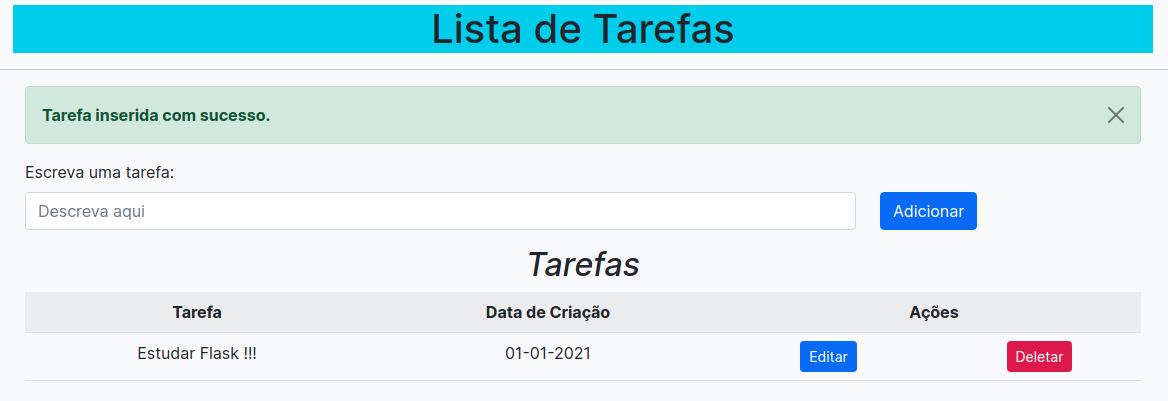 Lista de Tarefas
Tarefa inserida com sucesso.
Escreva uma tarefa:
Descreva aqui
Adicionar
Tarefas
Tarefa Data de Criação Ações
Estudar Flask !!! 01-01-2021 Editar Deletar